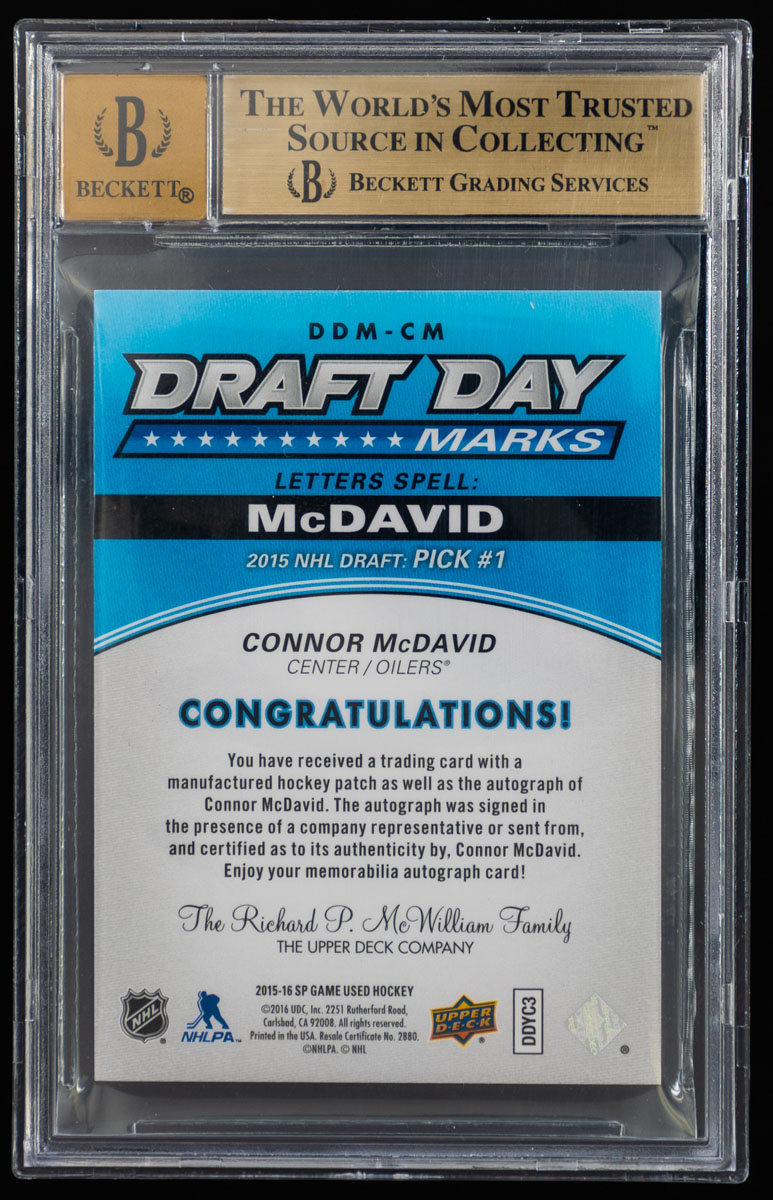 THE WORLD'S MOST TRUSTED
SOURCE IN COLLECTING™
B
BECKETT®
B BECKETT GRADING SERVICES
DDM-CM
DRAFT DAY
MARKS
LETTERS SPELL:
McDAVID
2015 NHL DRAFT: PICK #1
CONNOR McDAVID
CENTER / OILERS®
CONGRATULATIONS!
You have received a trading card with a
manufactured hockey patch as well as the autograph of
Connor McDavid. The autograph was signed in
the presence of a company representative or sent from,
and certified as to its authenticity by, Connor McDavid.
Enjoy your memorabilia autograph card!
The Richard P. McWilliam Family
THE UPPER DECK COMPANY
2015-16 SP GAME USED HOCKEY
©2016 UDC, Inc. 2251 Rutherford Road,
Carlsbad, CA 92008. All rights reserved.
Printed in the USA. Resale Certificate No. 2880.
©NHLPA. © NHL
NHL
NHLPA™
UPPER
DECK®
DDYC3
®